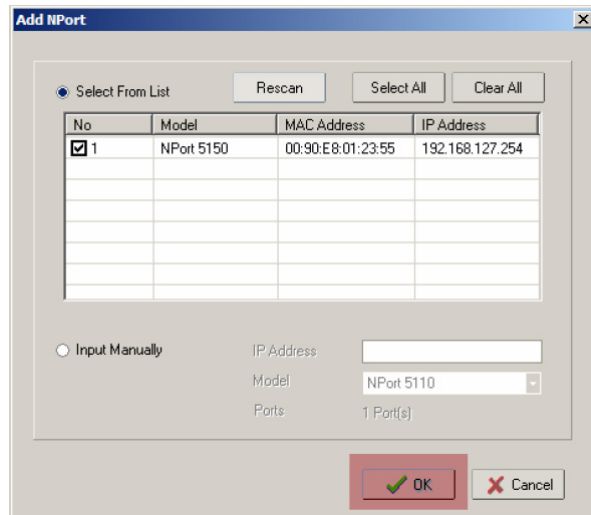 Add NPort
Select From List Rescan Select All Clear All
No Model MAC Address IP Address
1 NPort 5150 00:90:E8:01:23:55 192.168.127.254
Input Manually IP Address
Model NPort 5110
Ports 1 Port(s)
OK Cancel